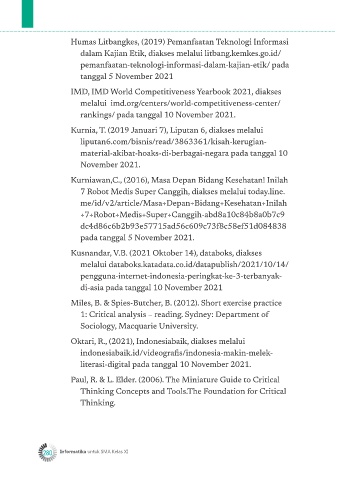 Humas Litbangkes, (2019) Pemanfaatan Teknologi Informasi
dalam Kajian Etik, diakses melalui litbang.kemkes.go.id/
pemanfaatan-teknologi-informasi-dalam-kajian-etik/ pada
tanggal 5 November 2021
IMD, IMD World Competitiveness Yearbook 2021, diakses
melalui imd.org/centers/world-competitiveness-center/
rankings/ pada tanggal 10 November 2021.
Kurnia, T. (2019 Januari 7), Liputan 6, diakses melalui
liputan6.com/bisnis/read/3863361/kisah-kerugian-
material-akibat-hoaks-di-berbagai-negara pada tanggal 10
November 2021.
Kurniawan,C., (2016), Masa Depan Bidang Kesehatan! Inilah
7 Robot Medis Super Canggih, diakses melalui today.line.
me/id/v2/article/Masa+Depan+Bidang+Kesehatan+Inilah
+7+Robot+Medis+Super+Canggih-abd8a10c84b8a0b7c9
dc4d86c6b2b93e57715ad56c609c73f8c58ef51d084838
pada tanggal 5 November 2021.
Kusnandar, V.B. (2021 Oktober 14), databoks, diakses
melalui databoks.katadata.co.id/datapublish/2021/10/14/
pengguna-internet-indonesia-peringkat-ke-3-terbanyak-
di-asia pada tanggal 10 November 2021
Miles, B. & Spies-Butcher, B. (2012). Short exercise practice
1: Critical analysis – reading. Sydney: Department of
Sociology, Macquarie University.
Oktari, R., (2021), Indonesiabaik, diakses melalui
indonesiabaik.id/videografis/indonesia-makin-melek-
literasi-digital pada tanggal 10 November 2021.
Paul, R. & L. Elder. (2006). The Miniature Guide to Critical
Thinking Concepts and Tools.The Foundation for Critical
Thinking.
280 Informatika untuk SMA Kelas XI